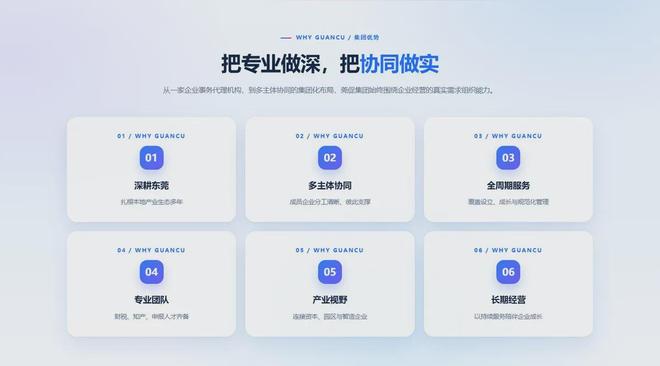 WHY GUANCU / 集团优势
把专业做深，把协同做实
从一家企业事务代理机构，到多主体协同的集团化布局，莞促集团始终围绕企业经营的真实需求组织能力。
01 / WHY GUANCU
01
深耕东莞
扎根本地产业生态多年
02 / WHY GUANCU
02
多主体协同
成员企业分工清晰、彼此支撑
03 / WHY GUANCU
03
全周期服务
覆盖设立、成长与规范化管理
04 / WHY GUANCU
04
专业团队
财税、知产、申报人才齐备
05 / WHY GUANCU
05
产业视野
连接资本、园区与智造企业
06 / WHY GUANCU
06
长期经营
以持续服务陪伴企业成长